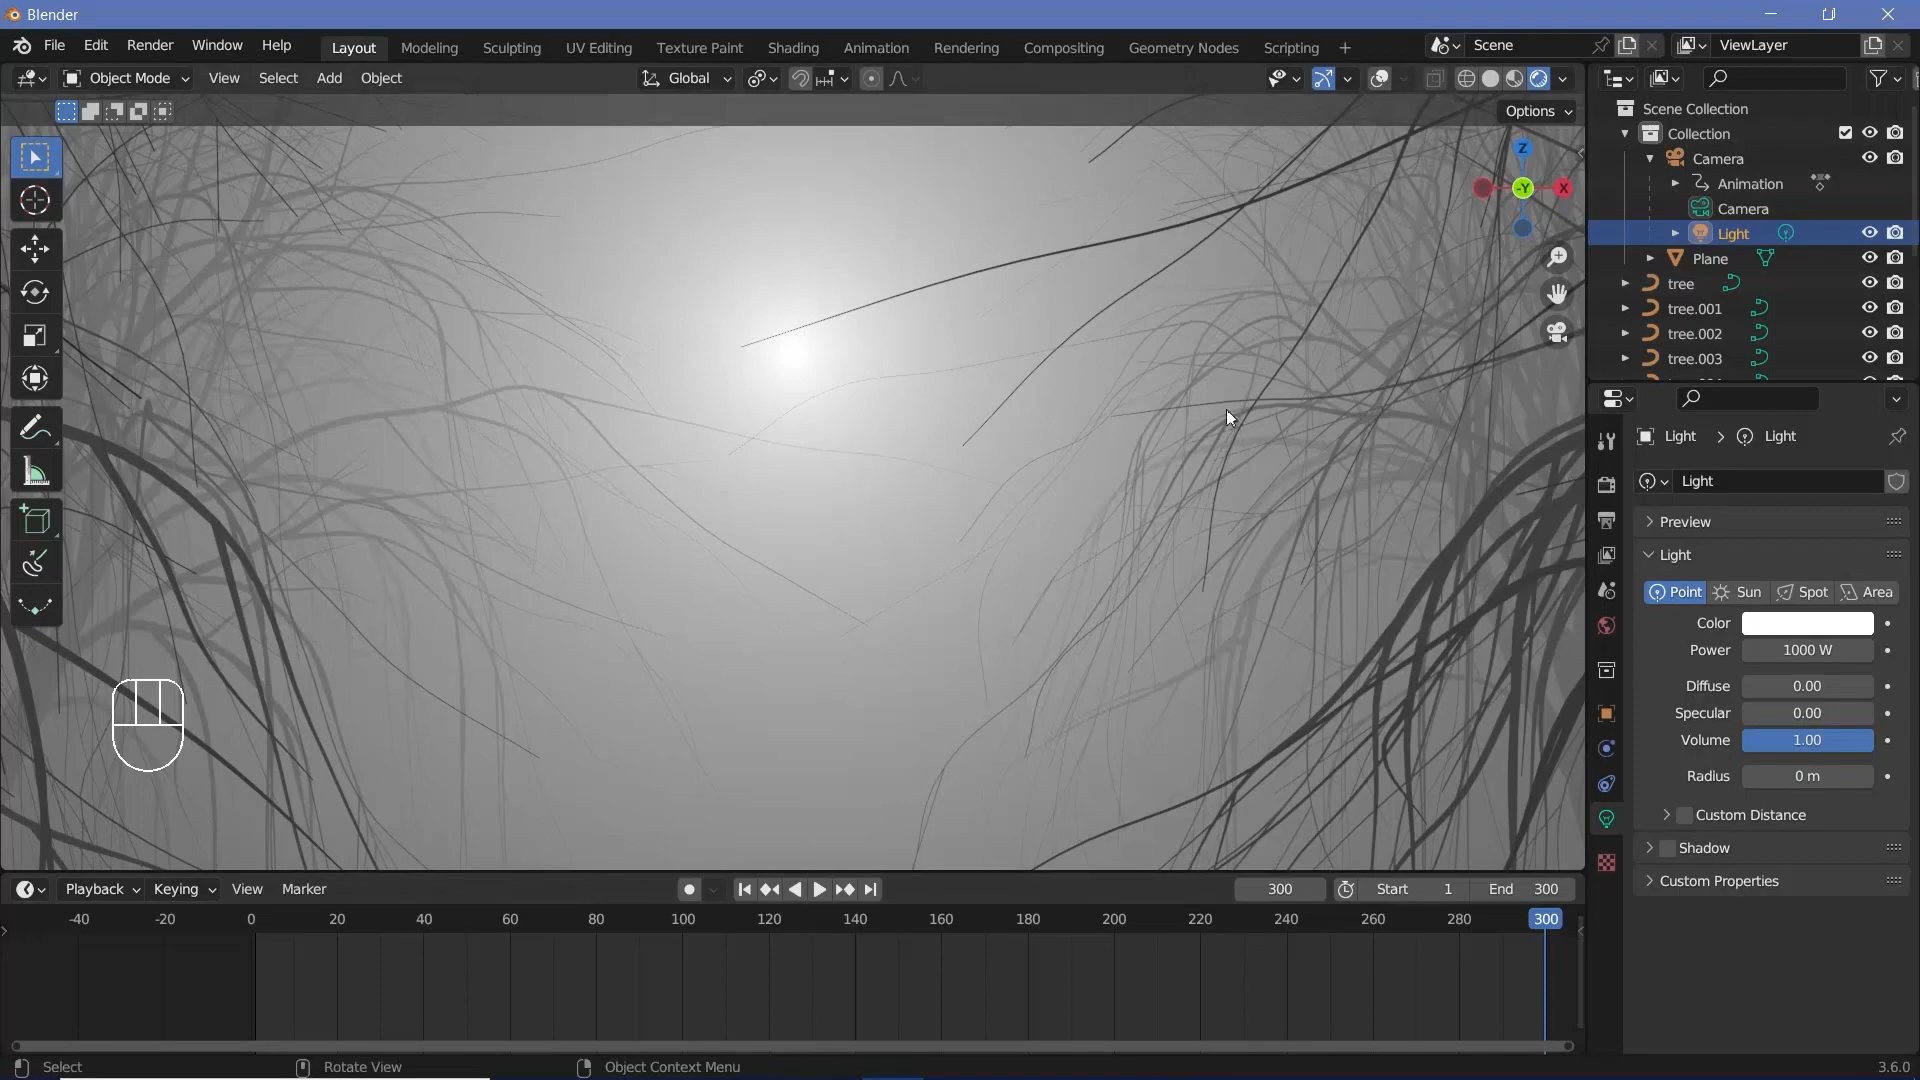 Blender
File Edit Render Window Help Layout Modeling Sculpting UV Editing Texture Paint Shading Animation Rendering Compositing Geometry Nodes Scripting + Scene ViewLayer
Object Mode View Select Add Object Global
Options
Z
-Y X
Scene Collection
Collection
Camera
Animation
Camera
Light
Plane
tree
tree.001
tree.002
tree.003
Light > Light
Light
Preview
Light
Point Sun Spot Area
Color
Power 1000 W
Diffuse 0.00
Specular 0.00
Volume 1.00
Radius 0 m
Custom Distance
Shadow
Custom Properties
Playback Keying View Marker 300 Start 1 End 300
-40 -20 0 20 40 60 80 100 120 140 160 180 200 220 240 260 280 300
Select Rotate View Object Context Menu 3.6.0